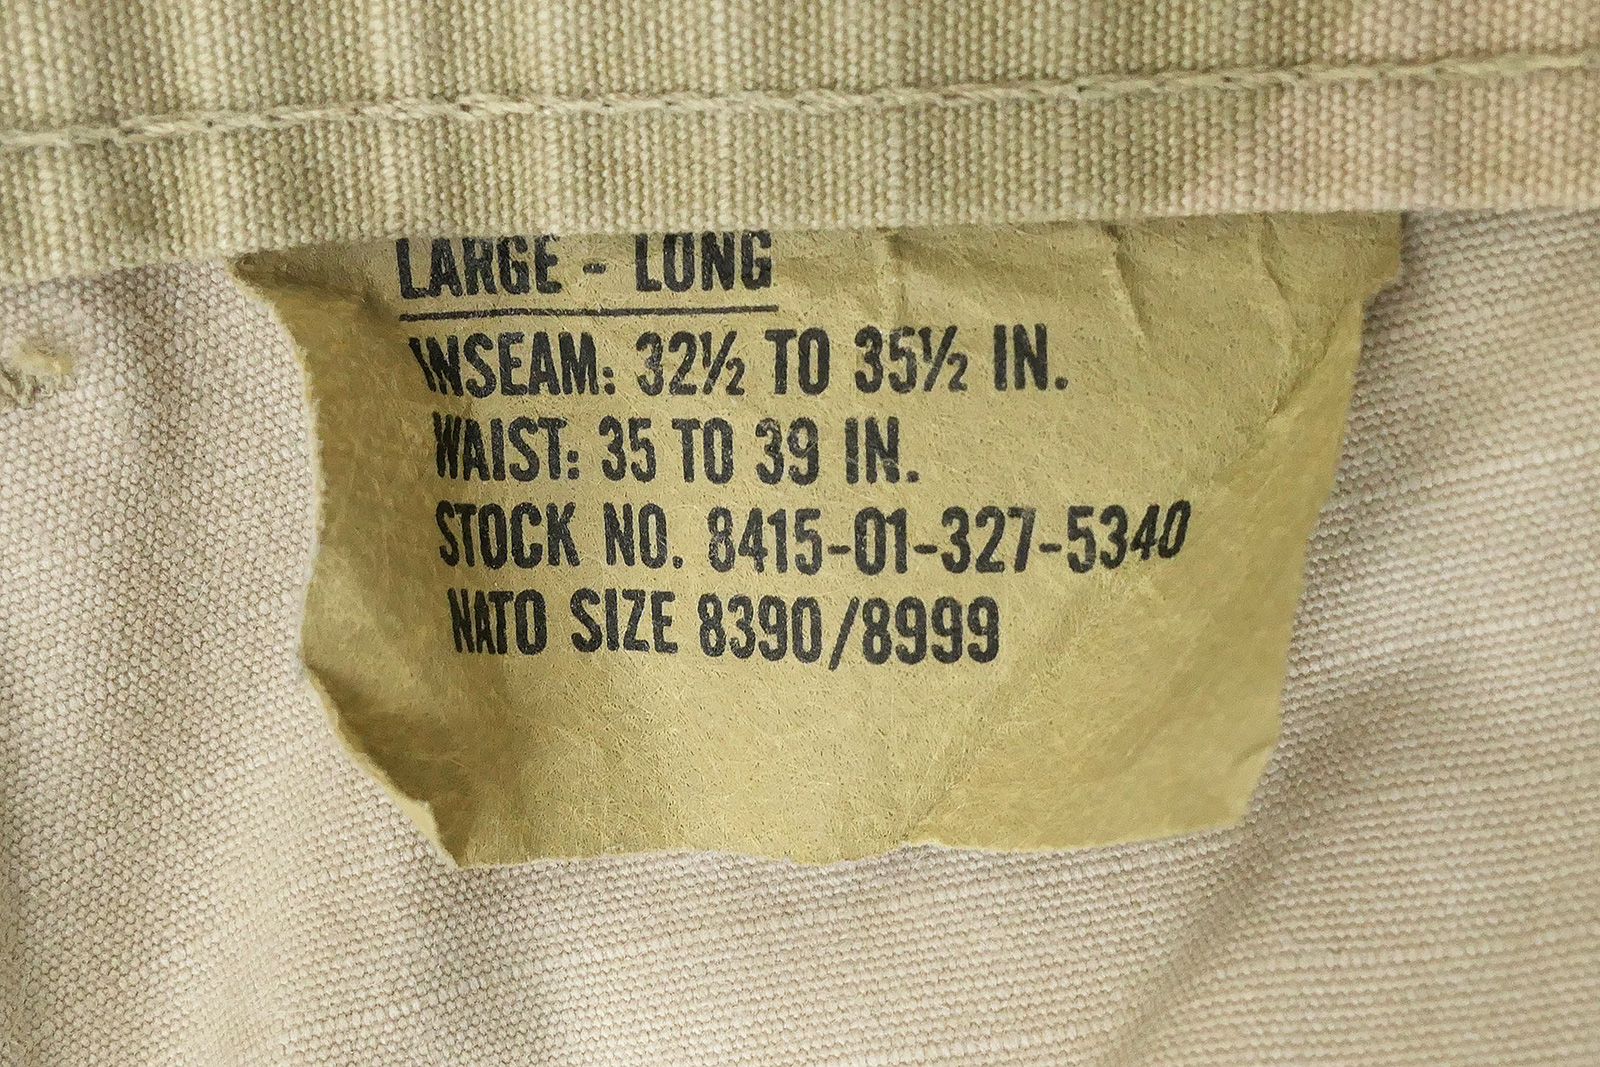 LARGE - LONG
INSEAM: 32½ TO 35½ IN.
WAIST: 35 TO 39 IN.
STOCK NO. 8415-01-327-5340
NATO SIZE 8390/8999